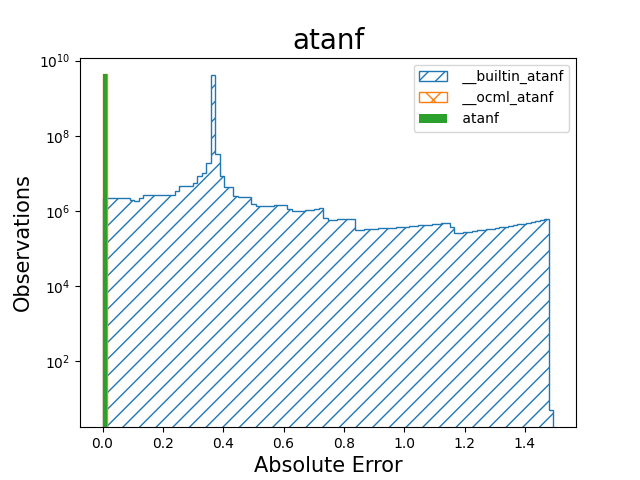 atanf
__builtin_atanf
__ocml_atanf
atanf
Observations
10^10
10^8
10^6
10^4
10^2
0.0 0.2 0.4 0.6 0.8 1.0 1.2 1.4
Absolute Error